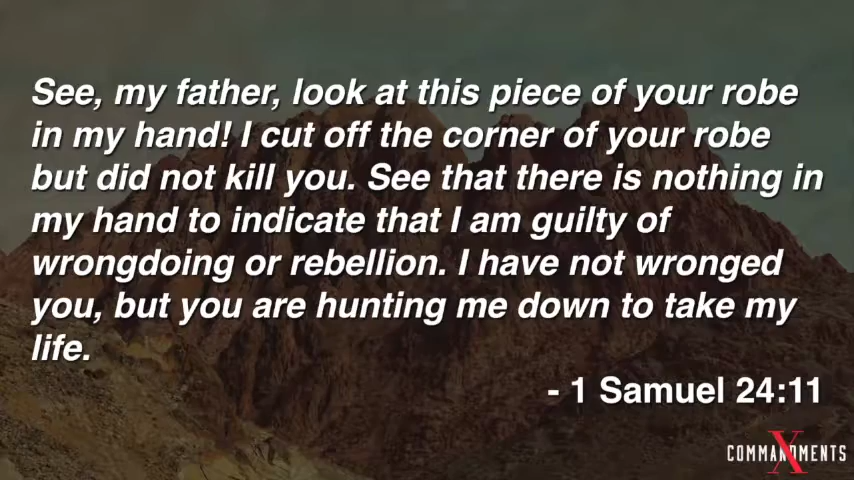 See, my father, look at this piece of your robe
in my hand! I cut off the corner of your robe
but did not kill you. See that there is nothing in
my hand to indicate that I am guilty of
wrongdoing or rebellion. I have not wronged
you, but you are hunting me down to take my
life.
- 1 Samuel 24:11
X
COMMANDMENTS